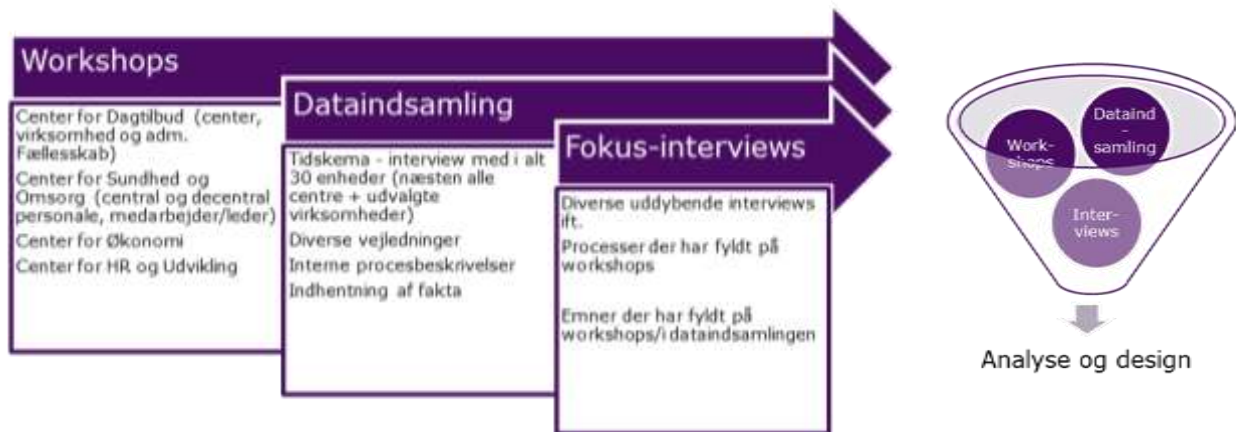 Workshops
Center for Dagtilbud (center,
virksomhed og adm.
Fællesskab)
Center for Sundhed og
Omsorg (central og decentral
personale, medarbejder/leder)
Center for Økonomi
Center for HR og Udvikling
Dataindsamling
Tidskema - interview med i alt
30 enheder (næsten alle
centre + udvalgte
virksomheder)
Diverse vejledninger
Interne procesbeskrivelser
Indhentning af fakta
Fokus-interviews
Diverse uddybende interviews
ift.
Processer der har fyldt på
workshops
Emner der har fyldt på
workshops/i dataindsamlingen
Work-
shops
Dataind
-
samling
Inter-
views
Analyse og design